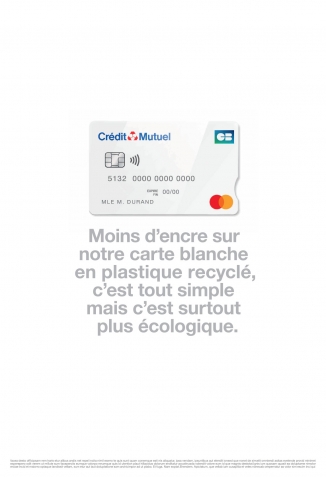 Crédit Mutuel
CB
5132 0000 0000 0000
EXPIRE
FIN 00/00
MLE M. DURAND
Moins d’encre sur
notre carte blanche
en plastique recyclé,
c’est tout simple
mais c’est surtout
plus écologique.